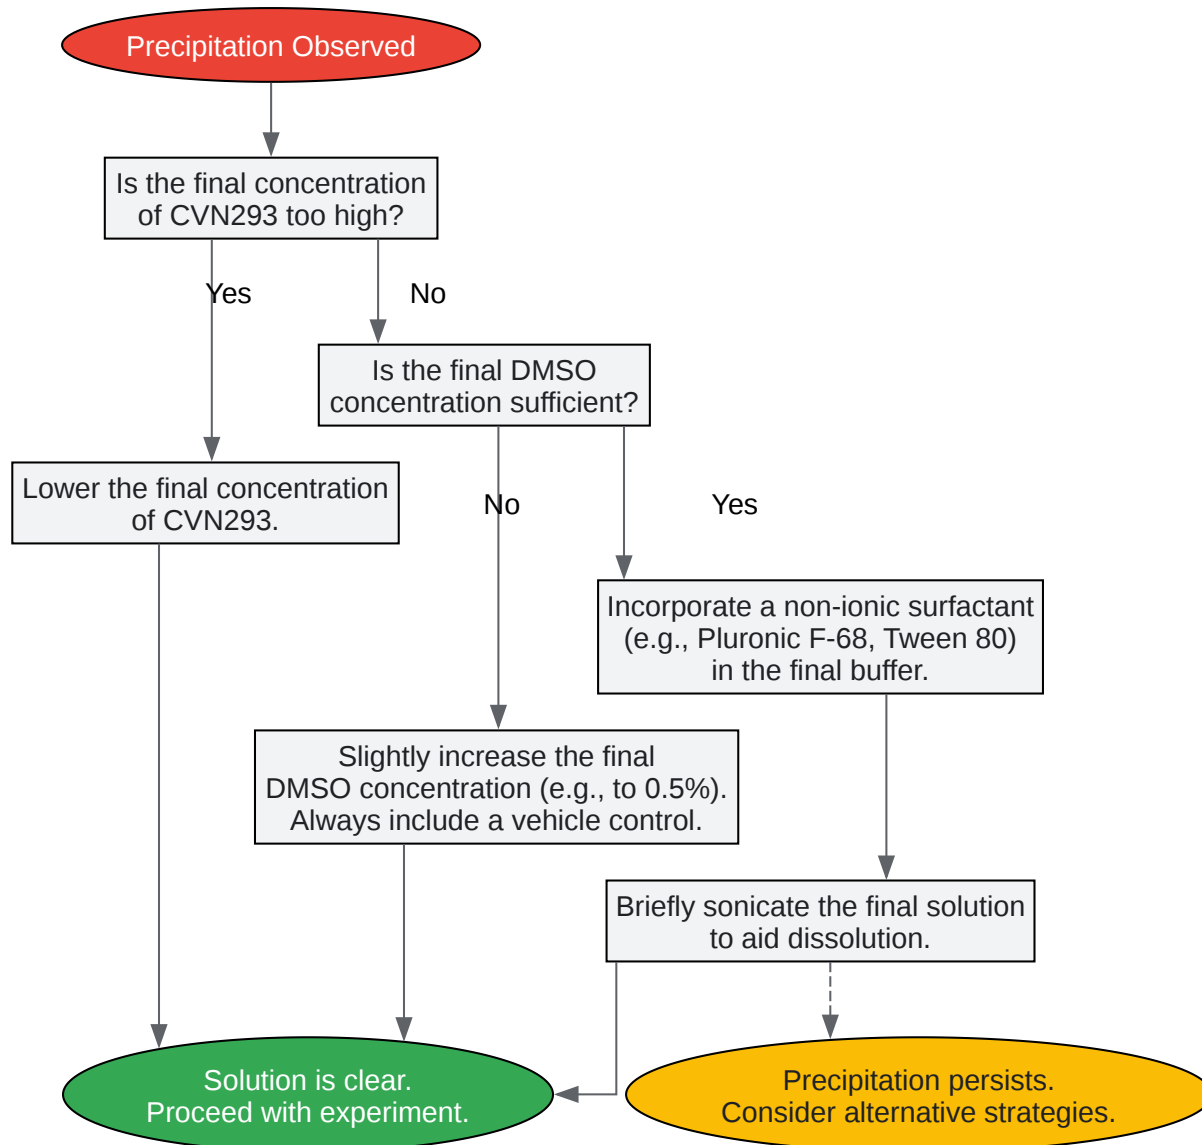 Precipitation Observed
Is the final concentration
of CVN293 too high?
Yes
No
Is the final DMSO
concentration sufficient?
Lower the final concentration
of CVN293.
No
Yes
Incorporate a non-ionic surfactant
(e.g., Pluronic F-68, Tween 80)
in the final buffer.
Slightly increase the final
DMSO concentration (e.g., to 0.5%).
Always include a vehicle control.
Briefly sonicate the final solution
to aid dissolution.
Solution is clear.
Proceed with experiment.
Precipitation persists.
Consider alternative strategies.